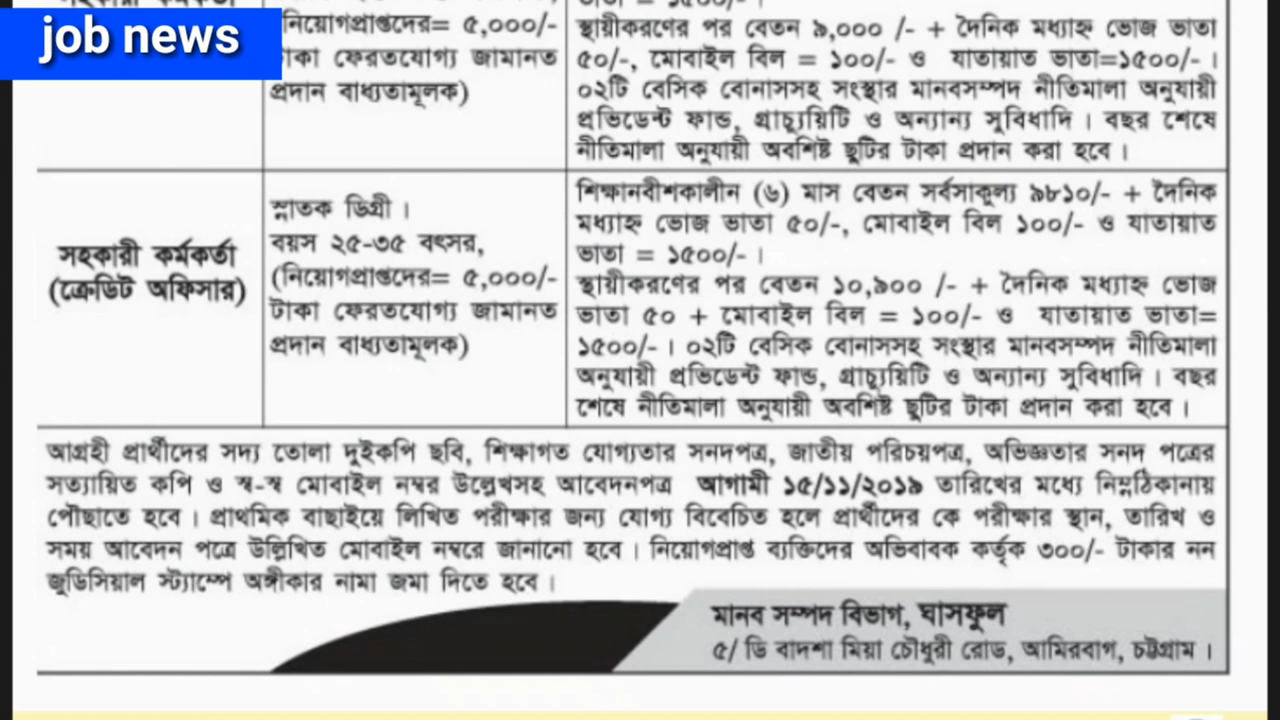 job news
সহকারী কর্মকর্তা
(নিয়োগপ্রাপ্তদের= ৫,০০০/-
টাকা ফেরতযোগ্য জামানত
প্রদান বাধ্যতামূলক)
ভাতা = ১৫০০/-।
স্থায়ীকরণের পর বেতন ৯,০০০ /- + দৈনিক মধ্যাহ্ন ভোজ ভাতা
৫০/-, মোবাইল বিল = ১০০/- ও যাতায়াত ভাতা=১৫০০/-।
০২টি বেসিক বোনাসসহ সংস্থার মানবসম্পদ নীতিমালা অনুযায়ী
প্রভিডেন্ট ফান্ড, গ্রাচ্যুয়িটি ও অন্যান্য সুবিধাদি। বছর শেষে
নীতিমালা অনুযায়ী অবশিষ্ট ছুটির টাকা প্রদান করা হবে।
সহকারী কর্মকর্তা
(ক্রেডিট অফিসার)
স্নাতক ডিগ্রী।
বয়স ২৫-৩৫ বৎসর,
(নিয়োগপ্রাপ্তদের= ৫,০০০/-
টাকা ফেরতযোগ্য জামানত
প্রদান বাধ্যতামূলক)
শিক্ষানবীশকালীন (৬) মাস বেতন সর্বসাকুল্য ৯৮১০/- + দৈনিক
মধ্যাহ্ন ভোজ ভাতা ৫০/-, মোবাইল বিল ১০০/- ও যাতায়াত
ভাতা = ১৫০০/-।
স্থায়ীকরণের পর বেতন ১০,৯০০ /- + দৈনিক মধ্যাহ্ন ভোজ
ভাতা ৫০ + মোবাইল বিল = ১০০/- ও যাতায়াত ভাতা=
১৫০০/-। ০২টি বেসিক বোনাসসহ সংস্থার মানবসম্পদ নীতিমালা
অনুযায়ী প্রভিডেন্ট ফান্ড, গ্রাচ্যুয়িটি ও অন্যান্য সুবিধাদি। বছর
শেষে নীতিমালা অনুযায়ী অবশিষ্ট ছুটির টাকা প্রদান করা হবে।
আগ্রহী প্রার্থীদের সদ্য তোলা দুইকপি ছবি, শিক্ষাগত যোগ্যতার সনদপত্র, জাতীয় পরিচয়পত্র, অভিজ্ঞতার সনদ পত্রের
সত্যায়িত কপি ও স্ব-স্ব মোবাইল নম্বর উল্লেখসহ আবেদনপত্র আগামী ১৫/১১/২০১৯ তারিখের মধ্যে নিম্নঠিকানায়
পৌছাতে হবে। প্রাথমিক বাছাইয়ে লিখিত পরীক্ষার জন্য যোগ্য বিবেচিত হলে প্রার্থীদের কে পরীক্ষার স্থান, তারিখ ও
সময় আবেদন পত্রে উল্লিখিত মোবাইল নম্বরে জানানো হবে। নিয়োগপ্রাপ্ত ব্যক্তিদের অভিবাবক কর্তৃক ৩০০/- টাকার নন
জুডিসিয়াল স্ট্যাম্পে অঙ্গীকার নামা জমা দিতে হবে।
মানব সম্পদ বিভাগ, ঘাসফুল
৫/ ডি বাদশা মিয়া চৌধুরী রোড, আমিরবাগ, চট্টগ্রাম।